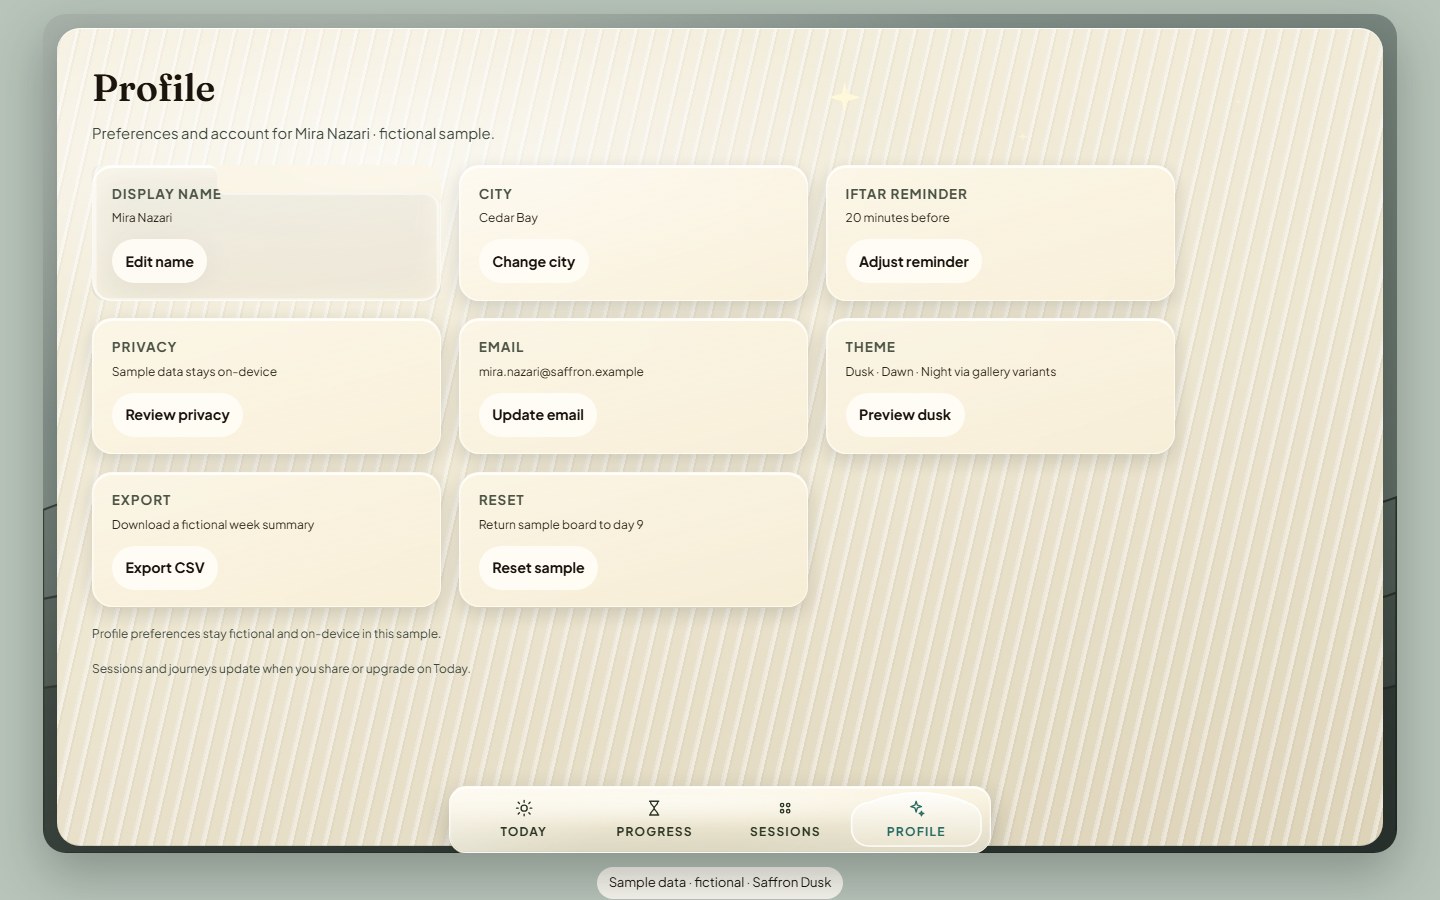 Profile
Preferences and account for Mira Nazari · fictional sample.
DISPLAY NAME
Mira Nazari
Edit name
CITY
Cedar Bay
Change city
IFTAR REMINDER
20 minutes before
Adjust reminder
PRIVACY
Sample data stays on-device
Review privacy
EMAIL
mira.nazari@saffron.example
Update email
THEME
Dusk · Dawn · Night via gallery variants
Preview dusk
EXPORT
Download a fictional week summary
Export CSV
RESET
Return sample board to day 9
Reset sample
Profile preferences stay fictional and on-device in this sample.
Sessions and journeys update when you share or upgrade on Today.
TODAY
PROGRESS
SESSIONS
PROFILE
Sample data · fictional · Saffron Dusk